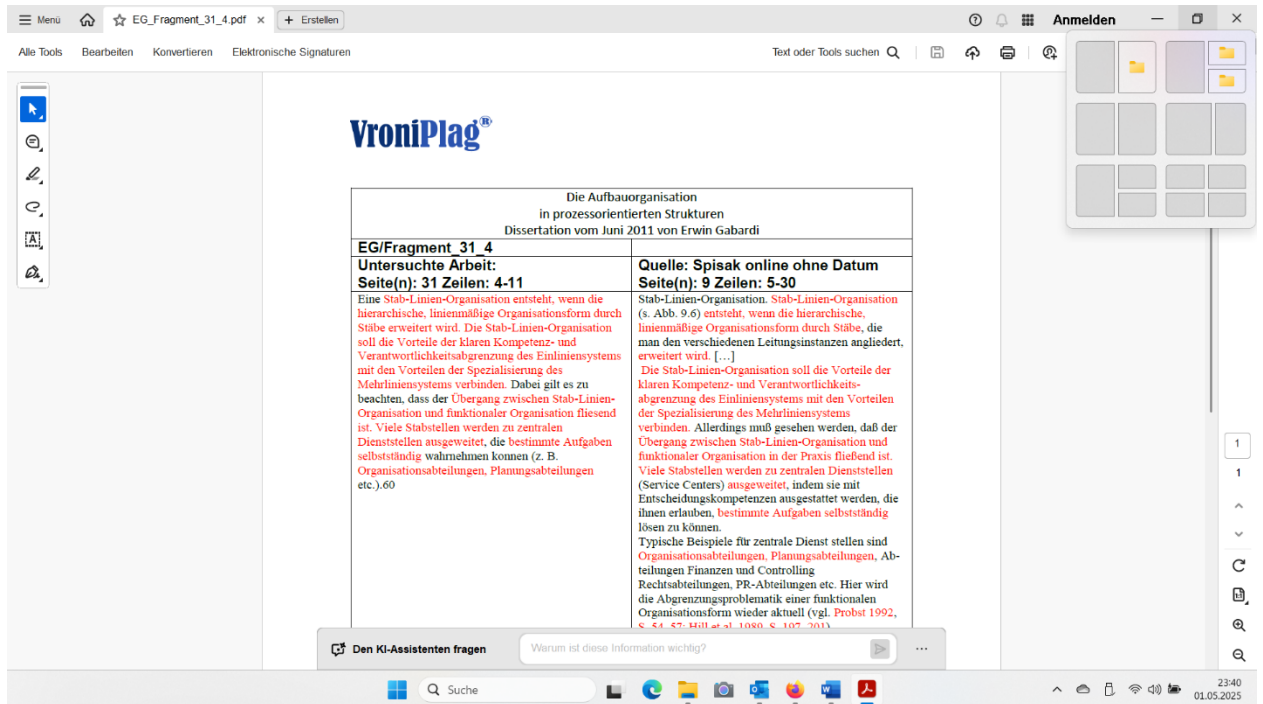 Menü
EG_Fragment_31_4.pdf ×
+ Erstellen
Anmelden
Alle Tools Bearbeiten Konvertieren Elektronische Signaturen
Text oder Tools suchen
VroniPlag®
Die Aufbauorganisation
in prozessorientierten Strukturen
Dissertation vom Juni 2011 von Erwin Gabardi
EG/Fragment_31_4
Untersuchte Arbeit:
Seite(n): 31 Zeilen: 4-11
Eine Stab-Linien-Organisation entsteht, wenn die
hierarchische, linienmäßige Organisationsform durch
Stäbe erweitert wird. Die Stab-Linien-Organisation
soll die Vorteile der klaren Kompetenz- und
Verantwortlichkeitsabgrenzung des Einliniensystems
mit den Vorteilen der Spezialisierung des
Mehrliniensystems verbinden. Dabei gilt es zu
beachten, dass der Übergang zwischen Stab-Linien-
Organisation und funktionaler Organisation fliesend
ist. Viele Stabstellen werden zu zentralen
Dienststellen ausgeweitet, die bestimmte Aufgaben
selbstständig wahrnehmen konnen (z. B.
Organisationsabteilungen, Planungsabteilungen
etc.).60
Quelle: Spisak online ohne Datum
Seite(n): 9 Zeilen: 5-30
Stab-Linien-Organisation. Stab-Linien-Organisation
(s. Abb. 9.6) entsteht, wenn die hierarchische,
linienmäßige Organisationsform durch Stäbe, die
man den verschiedenen Leitungsinstanzen angliedert,
erweitert wird. […]
Die Stab-Linien-Organisation soll die Vorteile der
klaren Kompetenz- und Verantwortlichkeits-
abgrenzung des Einliniensystems mit den Vorteilen
der Spezialisierung des Mehrliniensystems
verbinden. Allerdings muß gesehen werden, daß der
Übergang zwischen Stab-Linien-Organisation und
funktionaler Organisation in der Praxis fließend ist.
Viele Stabstellen werden zu zentralen Dienststellen
(Service Centers) ausgeweitet, indem sie mit
Entscheidungskompetenzen ausgestattet werden, die
ihnen erlauben, bestimmte Aufgaben selbstständig
lösen zu können.
Typische Beispiele für zentrale Dienst stellen sind
Organisationsabteilungen, Planungsabteilungen, Ab-
teilungen Finanzen und Controlling
Rechtsabteilungen, PR-Abteilungen etc. Hier wird
die Abgrenzungsproblematik einer funktionalen
Organisationsform wieder aktuell (vgl. Probst 1992,
S. 54, 57; Hill et al. 1989, S. 197, 201)
1
1
Den KI-Assistenten fragen
Warum ist diese Information wichtig?
Suche
23:40
01.05.2025